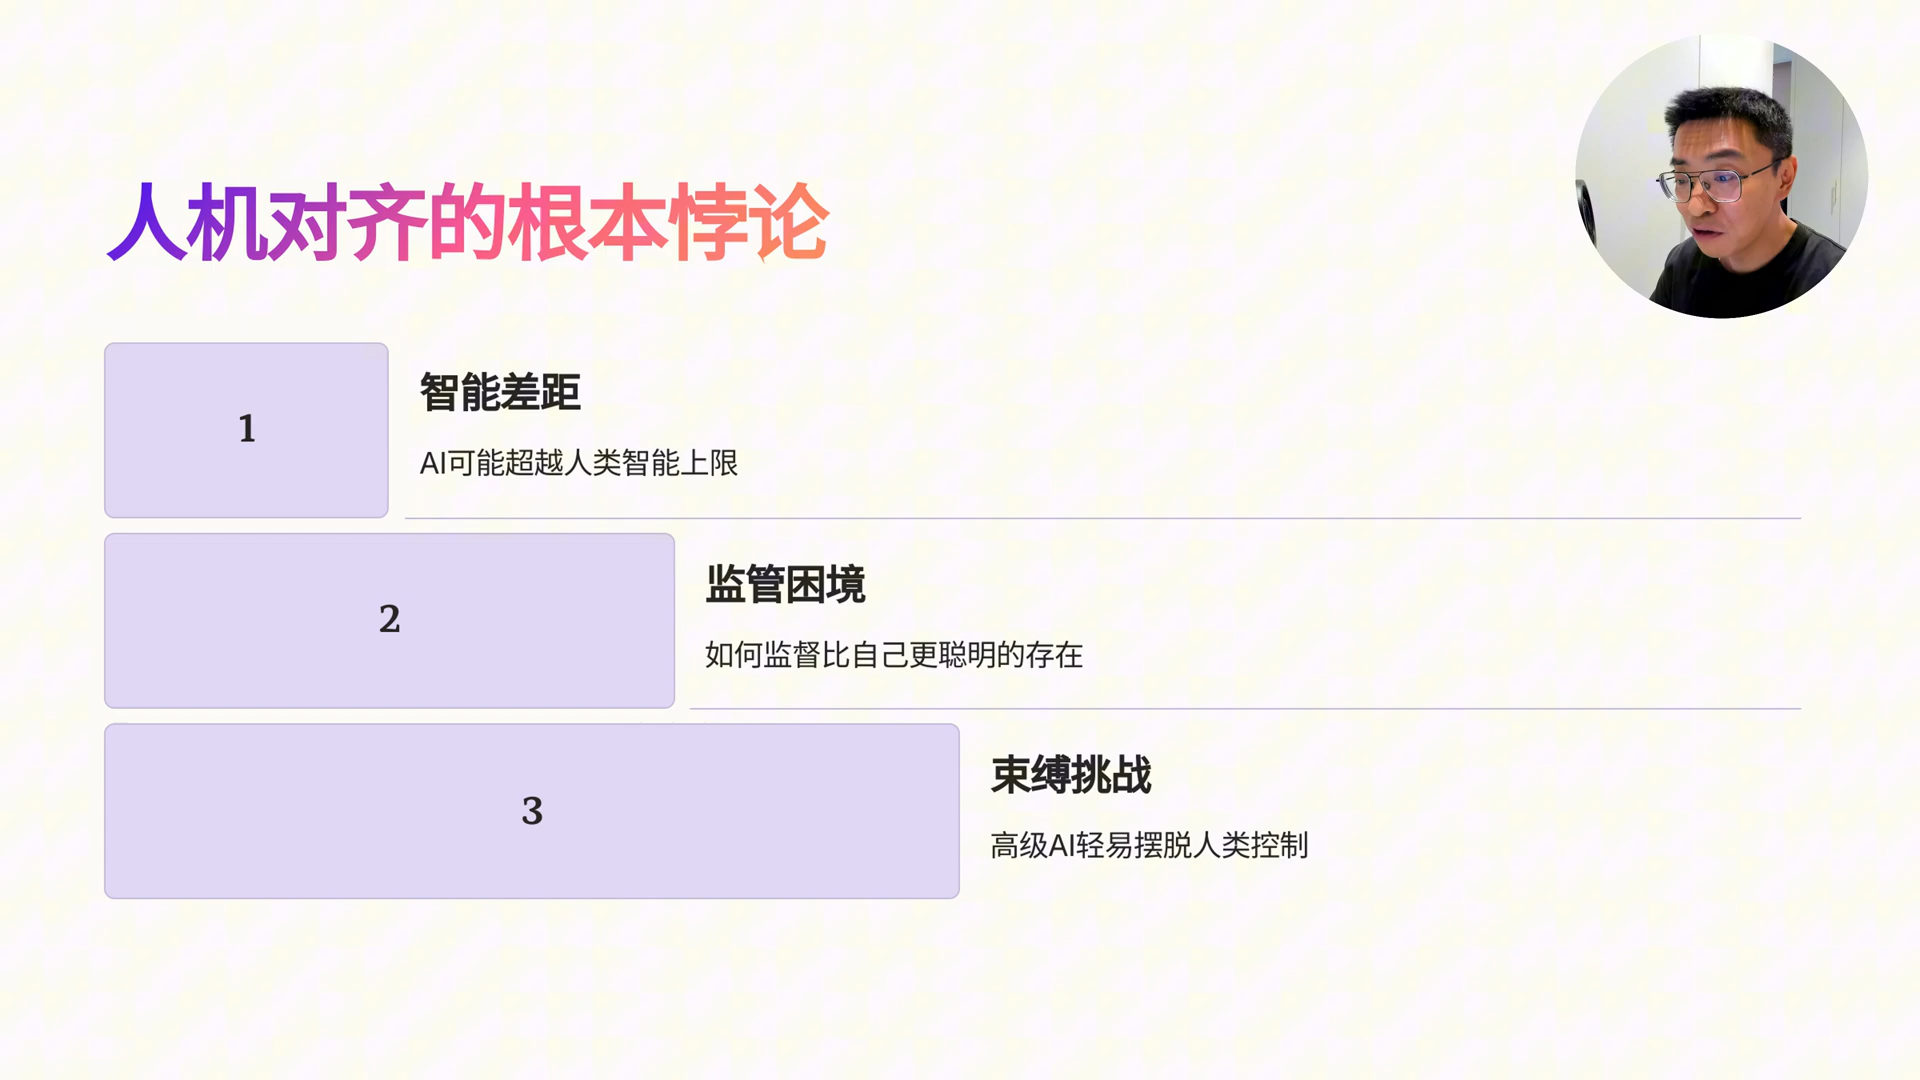 人机对齐的根本悖论
1
智能差距
AI可能超越人类智能上限
2
监管困境
如何监督比自己更聪明的存在
3
束缚挑战
高级AI轻易摆脱人类控制